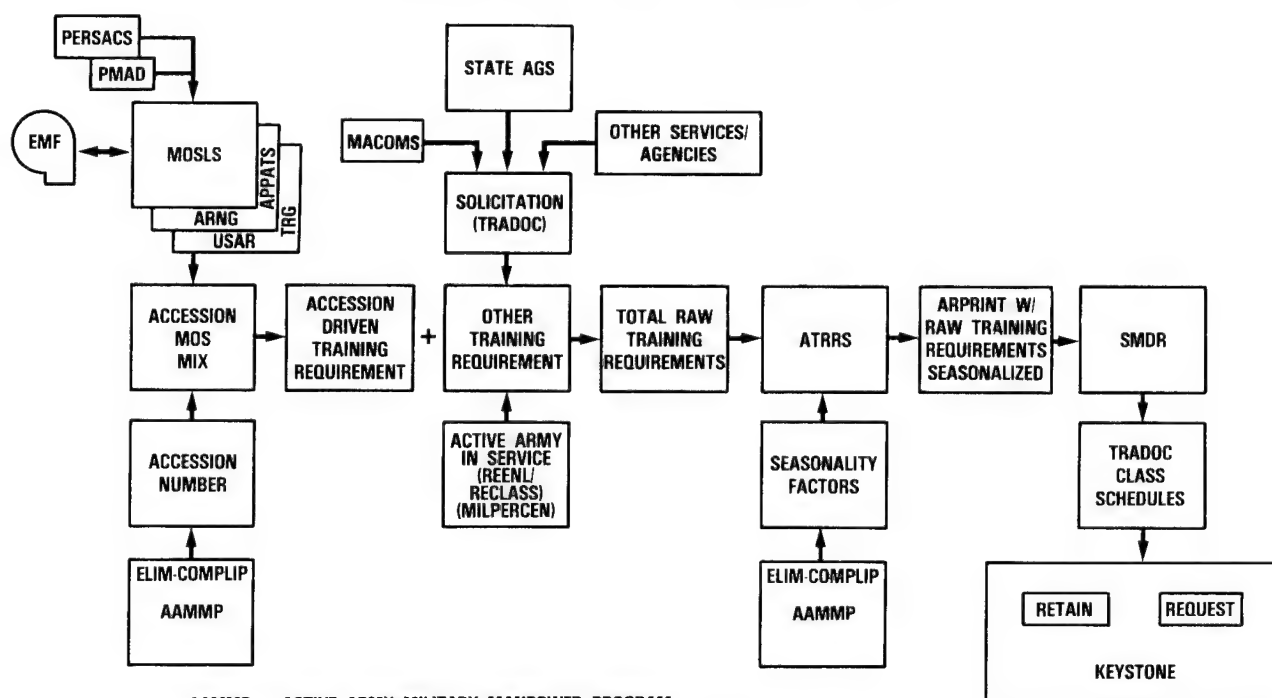 PERSACS
PMAD
EMF
MOSLS
APPATS
ARNG
TRG
USAR
STATE AGS
MACOMS
OTHER SERVICES/
AGENCIES
SOLICITATION
(TRADOC)
ACCESSION
MOS
MIX
ACCESSION
DRIVEN
TRAINING
REQUIREMENT
+
OTHER
TRAINING
REQUIREMENT
TOTAL RAW
TRAINING
REQUIREMENTS
ATRRS
ARPRINT W/
RAW TRAINING
REQUIREMENTS
SEASONALIZED
SMDR
ACCESSION
NUMBER
ACTIVE ARMY
IN SERVICE
(REENL/
RECLASS)
(MILPERCEN)
SEASONALITY
FACTORS
TRADOC
CLASS
SCHEDULES
ELIM-COMPLIP
AAMMP
ELIM-COMPLIP
AAMMP
RETAIN
REQUEST
KEYSTONE